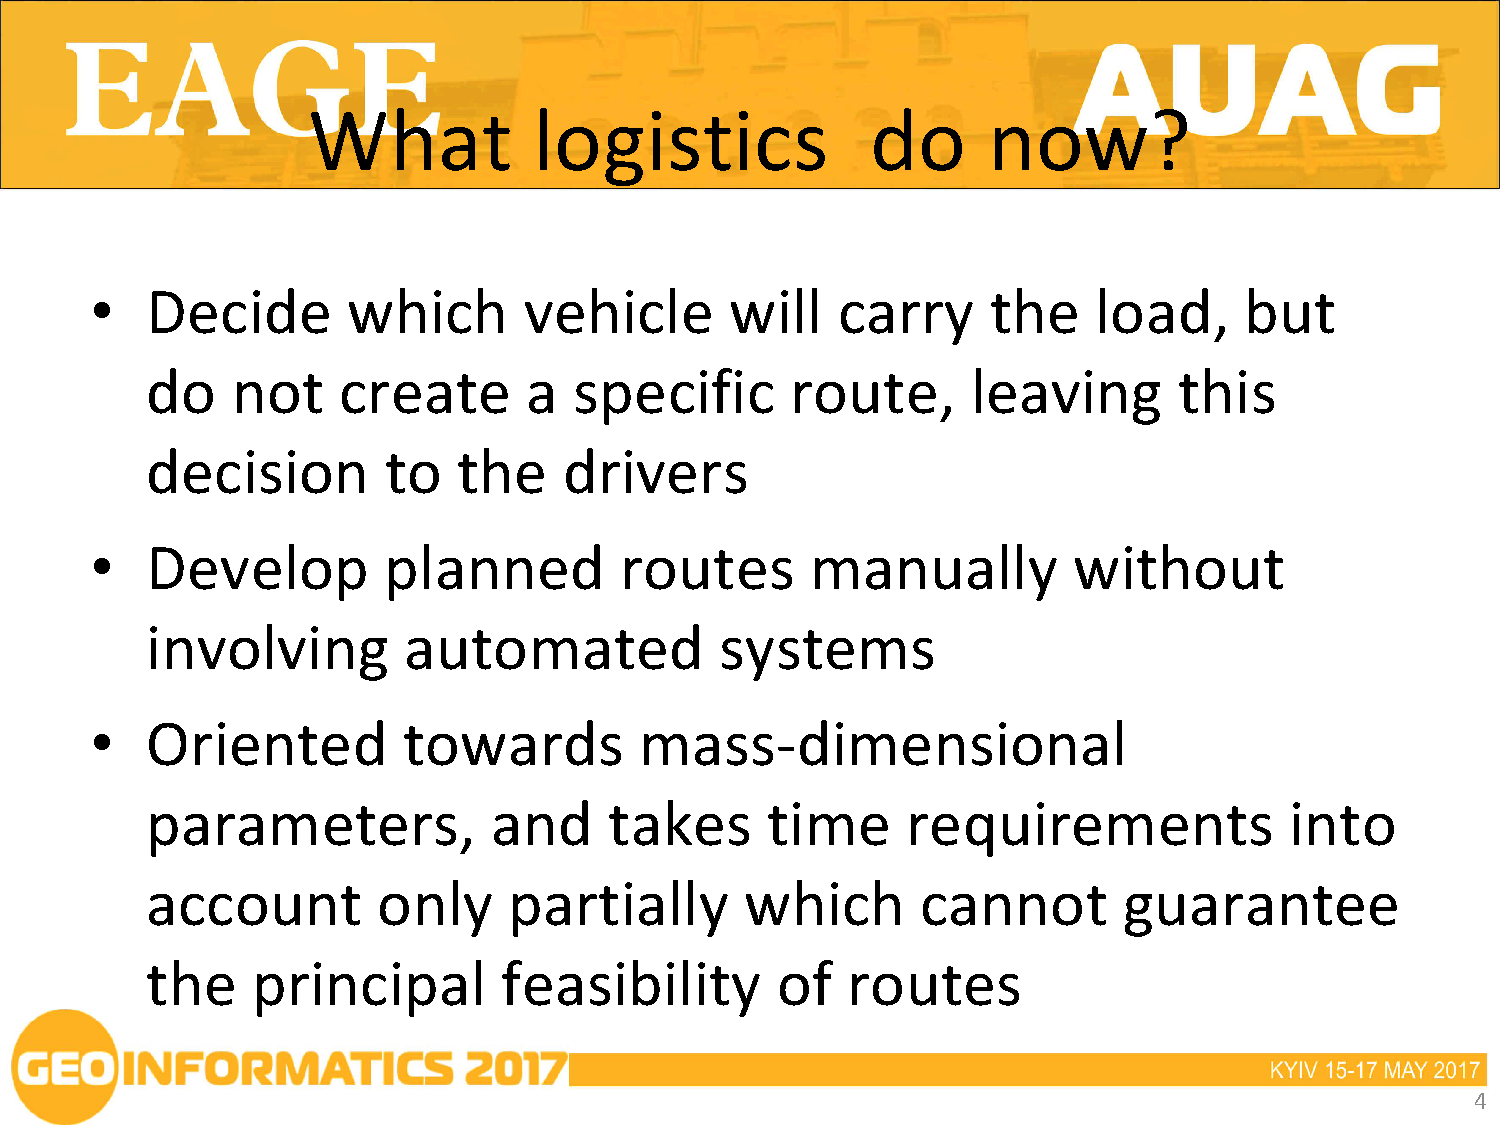 EAGE
AUAG
What logistics do now?
• Decide which vehicle will carry the load, but
do not create a specific route, leaving this
decision to the drivers
• Develop planned routes manually without
involving automated systems
• Oriented towards mass-dimensional
parameters, and takes time requirements into
account only partially which cannot guarantee
the principal feasibility of routes
GEOINFORMATICS 2017
KYIV 15-17 MAY 2017
4